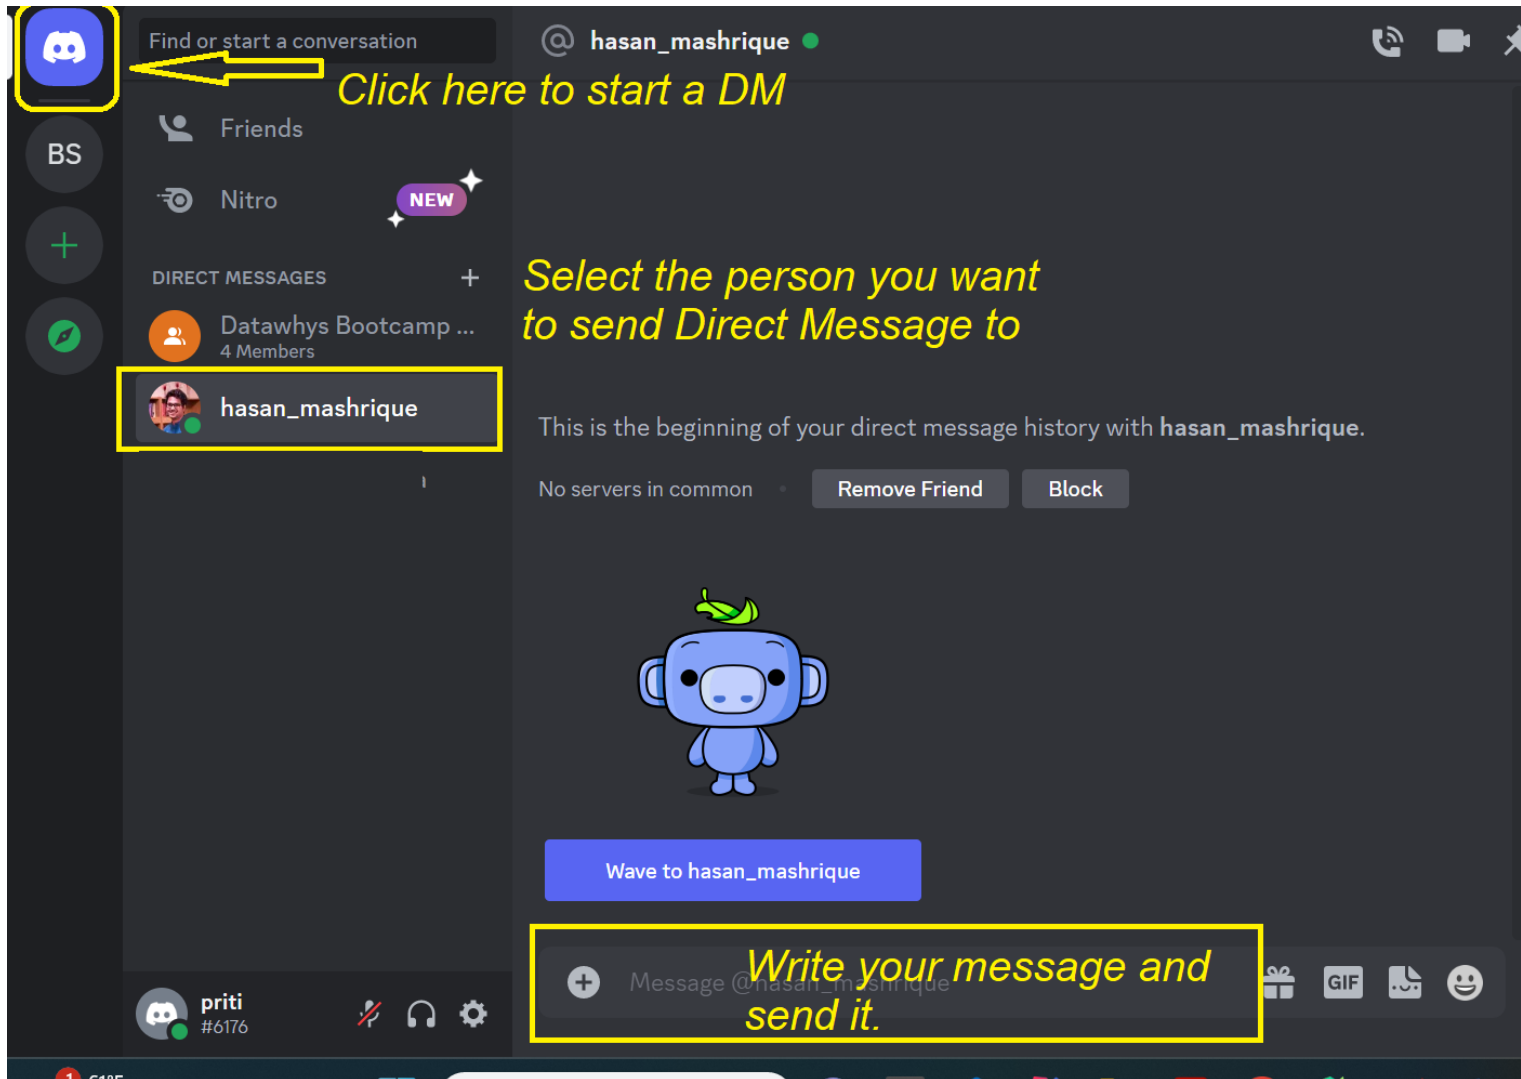 Find or start a conversation
hasan_mashrique
Click here to start a DM
Friends
BS
Nitro
NEW
DIRECT MESSAGES
Select the person you want
to send Direct Message to
Datawhys Bootcamp ...
4 Members
hasan_mashrique
This is the beginning of your direct message history with hasan_mashrique.
No servers in common
Remove Friend
Block
Wave to hasan_mashrique
Message @hasan_mashrique
Write your message and
send it.
GIF
priti
#6176